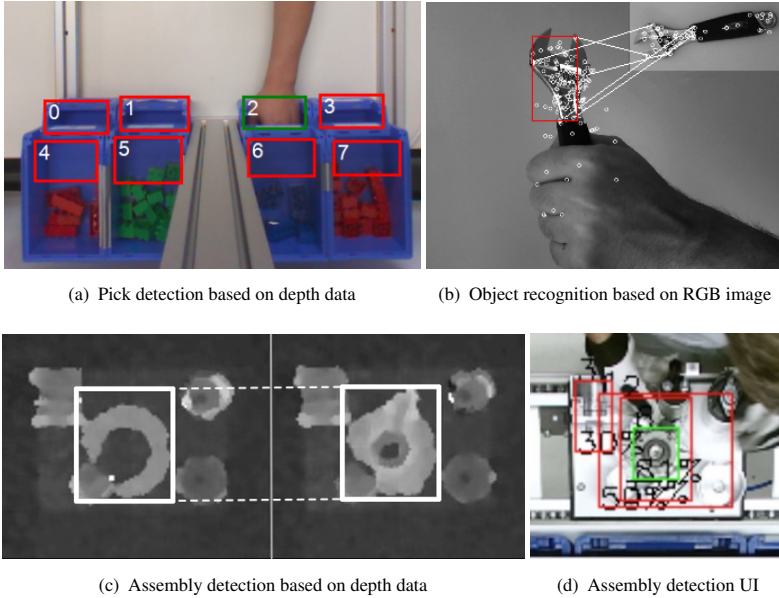 0 1 2 3
4 5 6 7
(a) Pick detection based on depth data
(b) Object recognition based on RGB image
(c) Assembly detection based on depth data
(d) Assembly detection UI